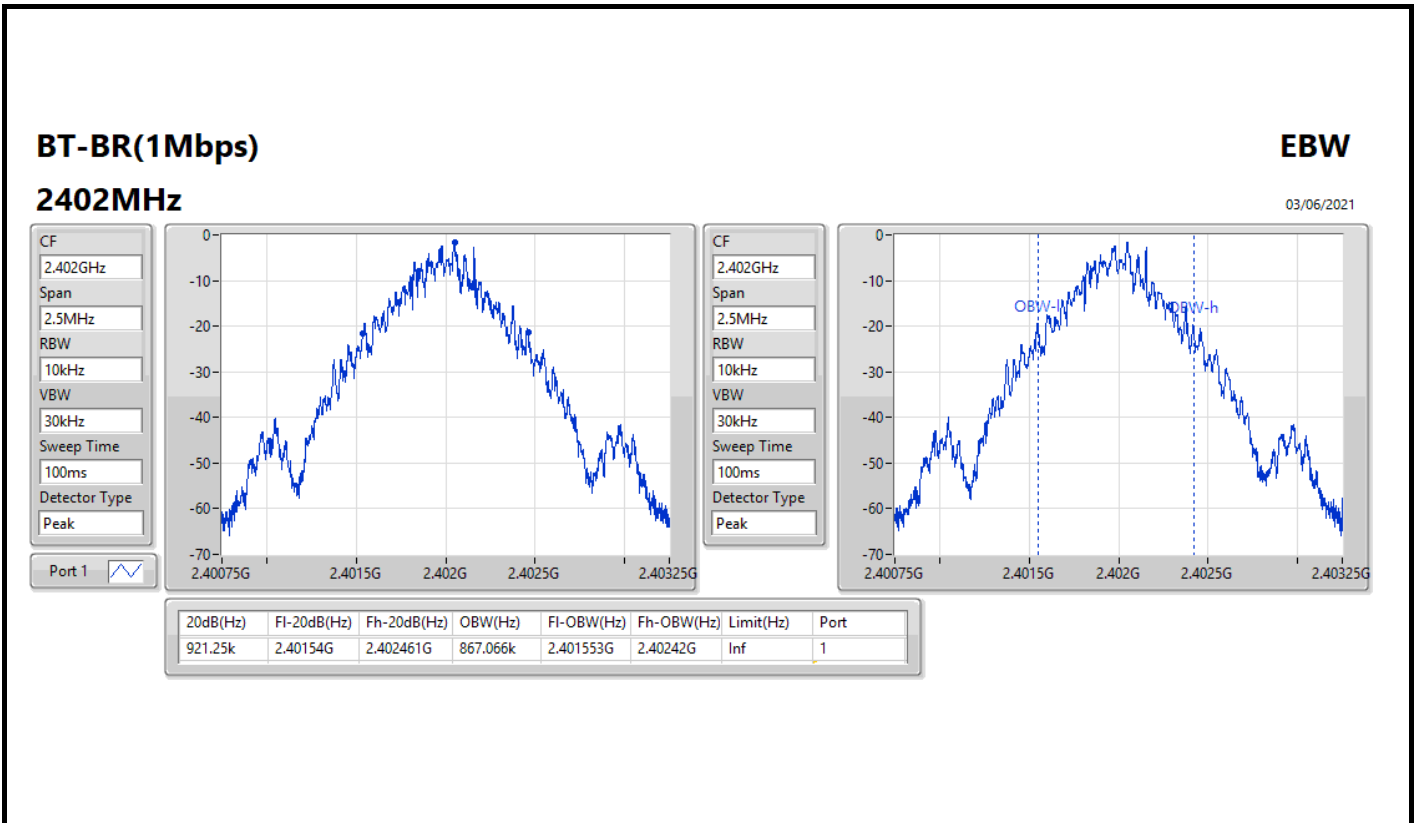 BT-BR(1Mbps)
EBW
2402MHz
03/06/2021
CF
2.402GHz
Span
2.5MHz
RBW
10kHz
VBW
30kHz
Sweep Time
100ms
Detector Type
Peak
Port 1
0
-10
-20
-30
-40
-50
-60
-70
2.40075G 2.4015G 2.402G 2.4025G 2.40325G
CF
2.402GHz
Span
2.5MHz
RBW
10kHz
VBW
30kHz
Sweep Time
100ms
Detector Type
Peak
0
-10
-20
-30
-40
-50
-60
-70
OBW-l OBW-h
2.40075G 2.4015G 2.402G 2.4025G 2.40325G
20dB(Hz) Fl-20dB(Hz) Fh-20dB(Hz) OBW(Hz) Fl-OBW(Hz) Fh-OBW(Hz) Limit(Hz) Port
921.25k 2.40154G 2.402461G 867.066k 2.401553G 2.40242G Inf 1